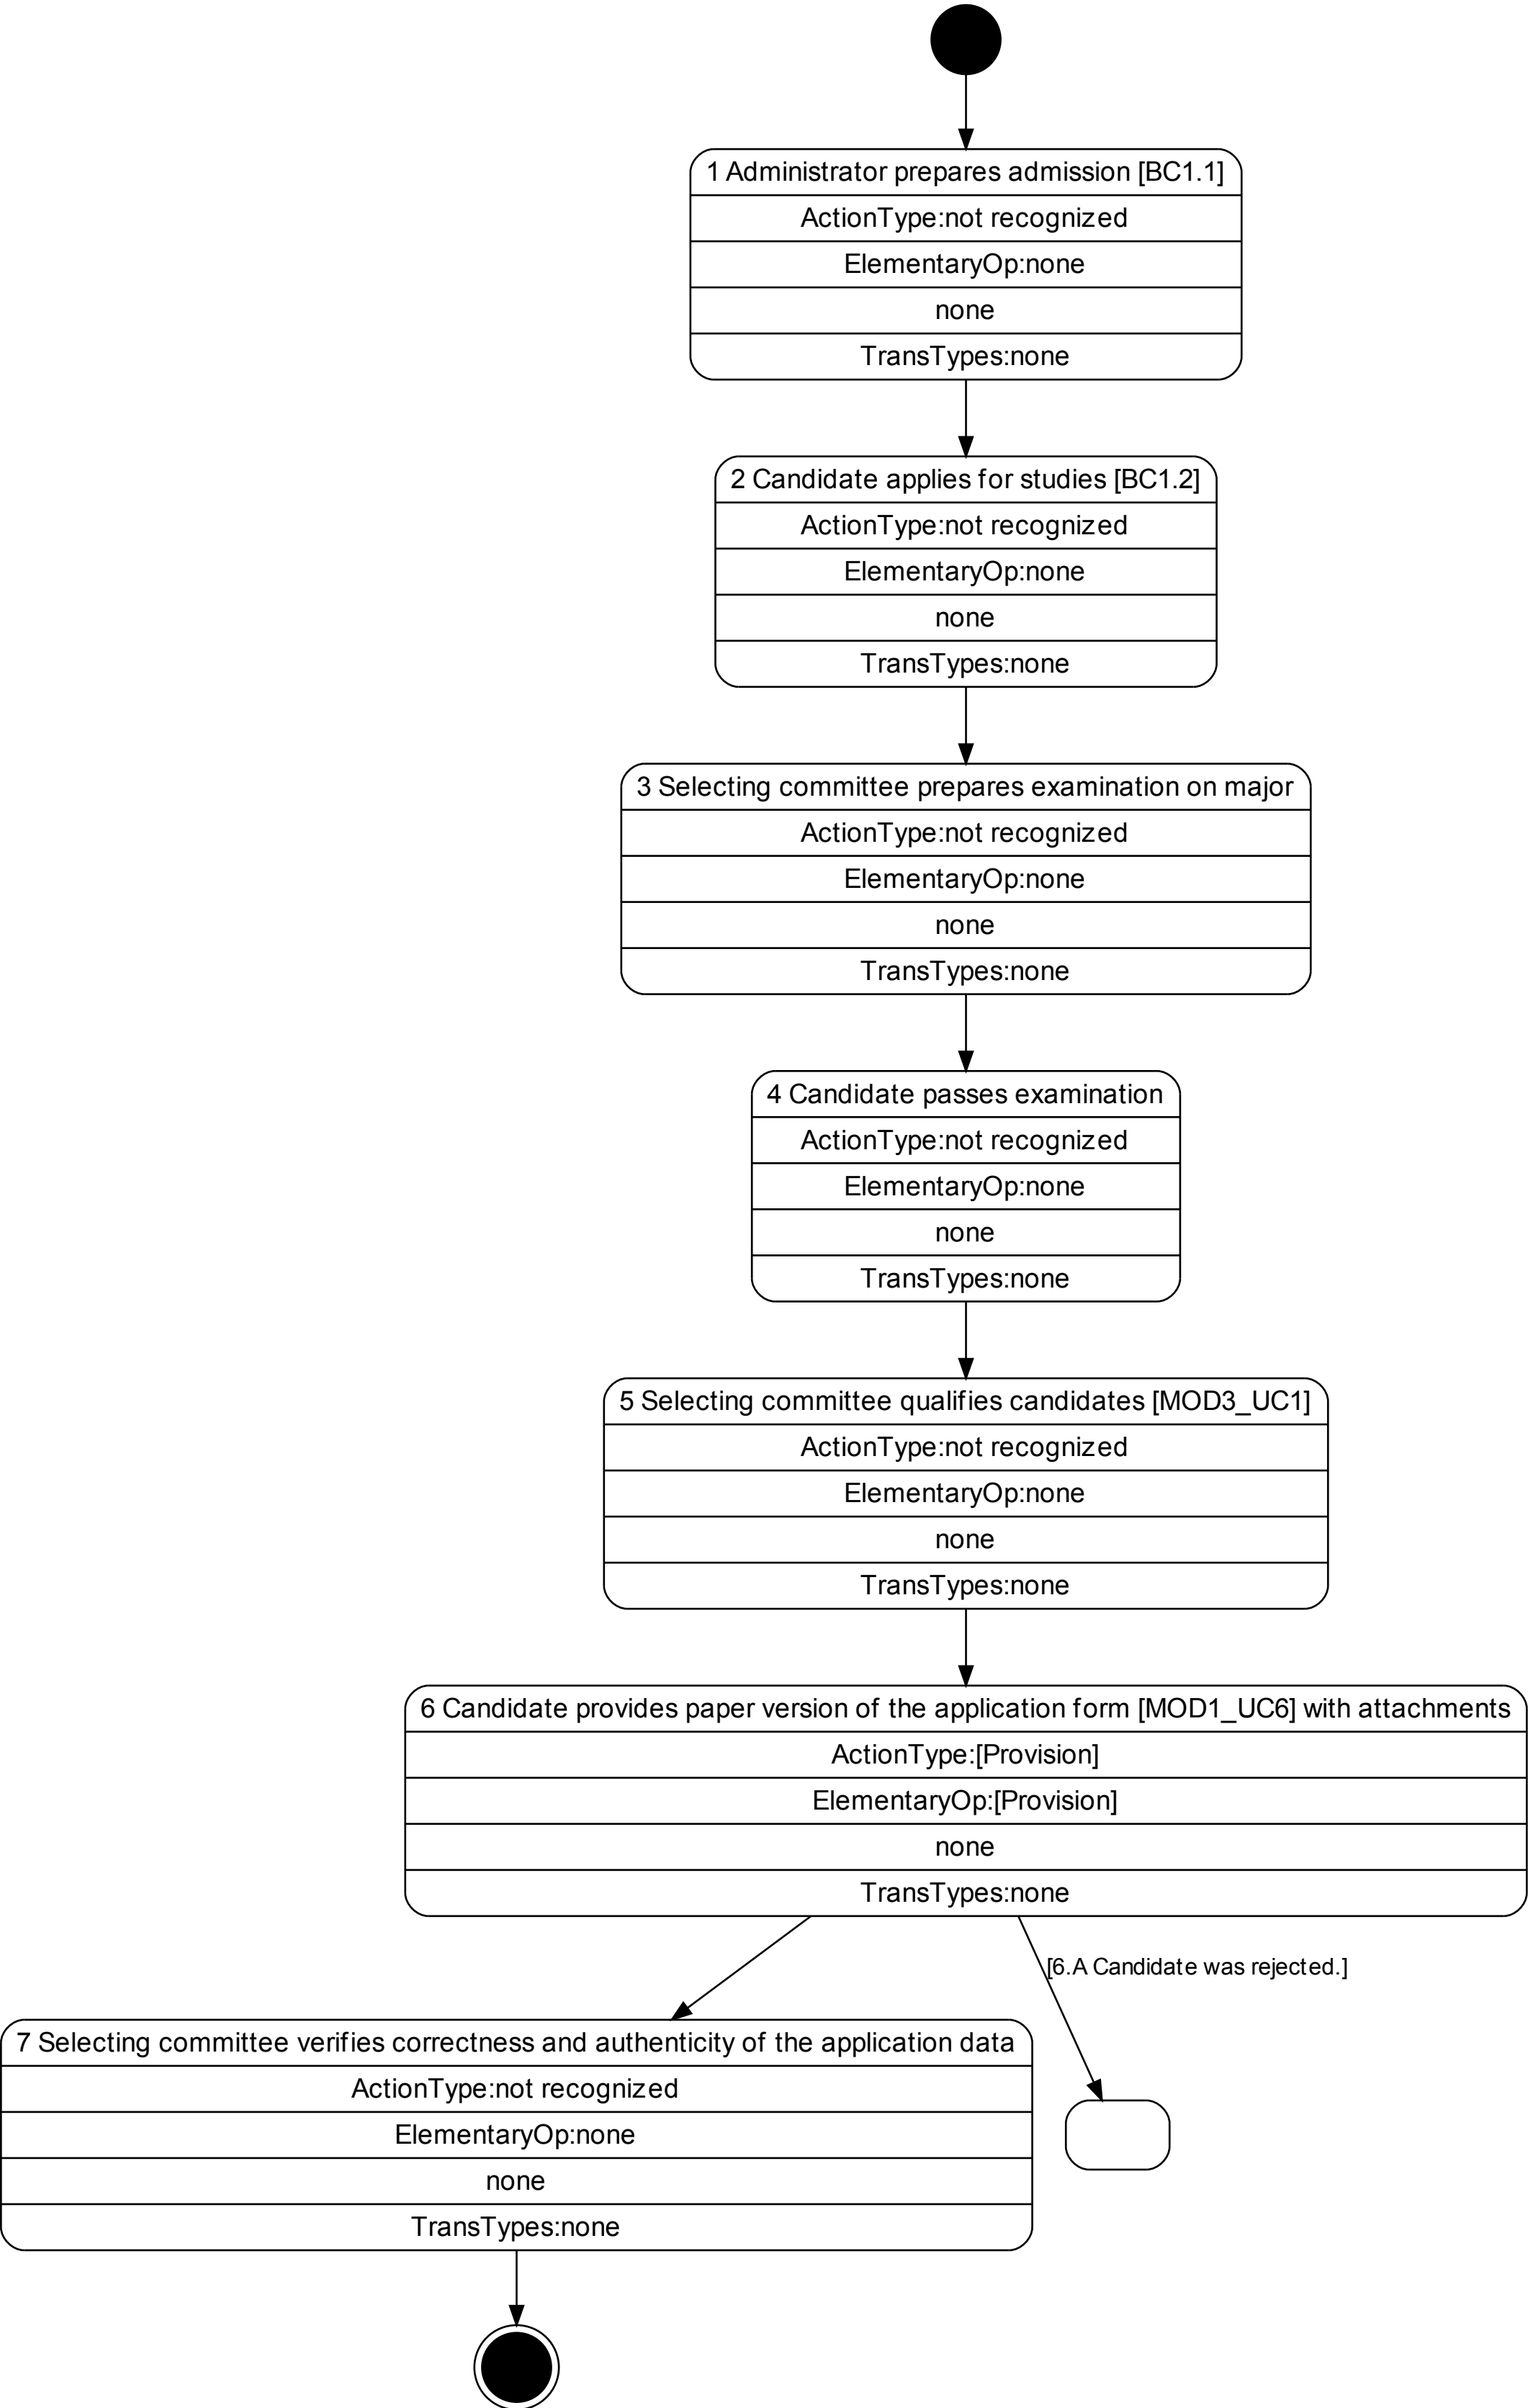 1 Administrator prepares admission [BC1.1]
ActionType:not recognized
ElementaryOp:none
none
TransTypes:none
2 Candidate applies for studies [BC1.2]
ActionType:not recognized
ElementaryOp:none
none
TransTypes:none
3 Selecting committee prepares examination on major
ActionType:not recognized
ElementaryOp:none
none
TransTypes:none
4 Candidate passes examination
ActionType:not recognized
ElementaryOp:none
none
TransTypes:none
5 Selecting committee qualifies candidates [MOD3_UC1]
ActionType:not recognized
ElementaryOp:none
none
TransTypes:none
6 Candidate provides paper version of the application form [MOD1_UC6] with attachments
ActionType:[Provision]
ElementaryOp:[Provision]
none
TransTypes:none
[6.A Candidate was rejected.]
7 Selecting committee verifies correctness and authenticity of the application data
ActionType:not recognized
ElementaryOp:none
none
TransTypes:none